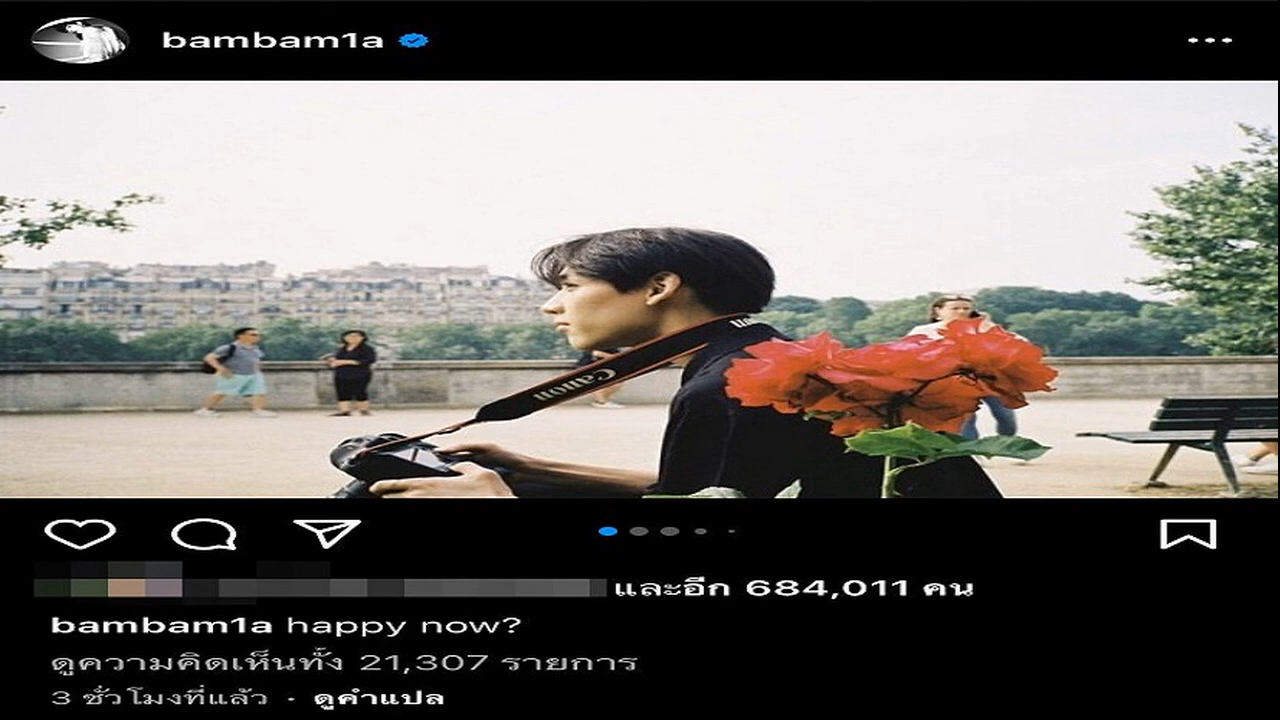 bambam1a
Canon
และอีก 684,011 คน
bambam1a happy now?
ดูความคิดเห็นทั้ง 21,307 รายการ
3 ชั่วโมงที่แล้ว · ดูคำแปล